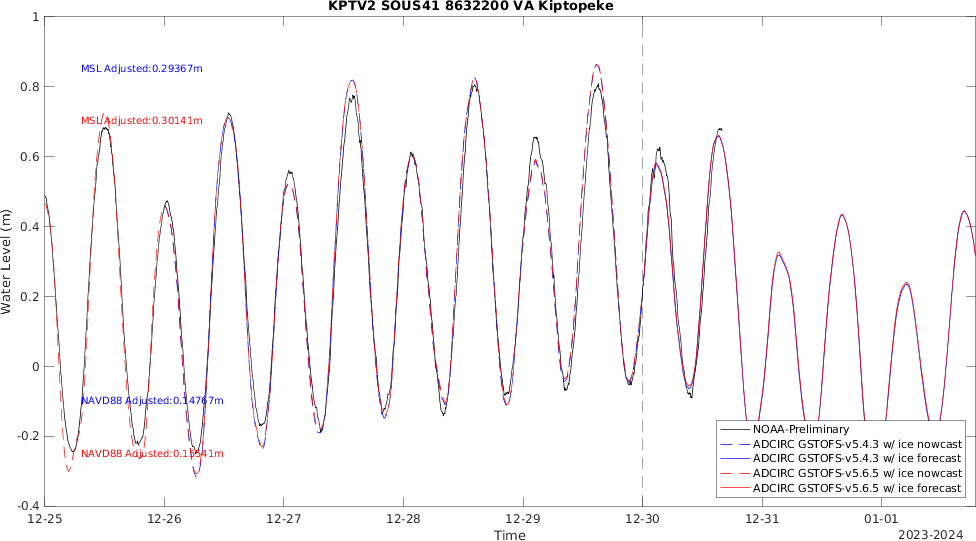 KPTV2 SOUS41 8632200 VA Kiptopeke
1
0.8
0.6
0.4
0.2
0
-0.2
-0.4
Water Level (m)
MSL Adjusted:0.29367m
MSL Adjusted:0.30141m
NAVD88 Adjusted:0.14767m
NAVD88 Adjusted:0.15541m
NOAA-Preliminary
ADCIRC GSTOFS-v5.4.3 w/ ice nowcast
ADCIRC GSTOFS-v5.4.3 w/ ice forecast
ADCIRC GSTOFS-v5.6.5 w/ ice nowcast
ADCIRC GSTOFS-v5.6.5 w/ ice forecast
12-25 12-26 12-27 12-28 12-29 12-30 12-31 01-01
Time
2023-2024